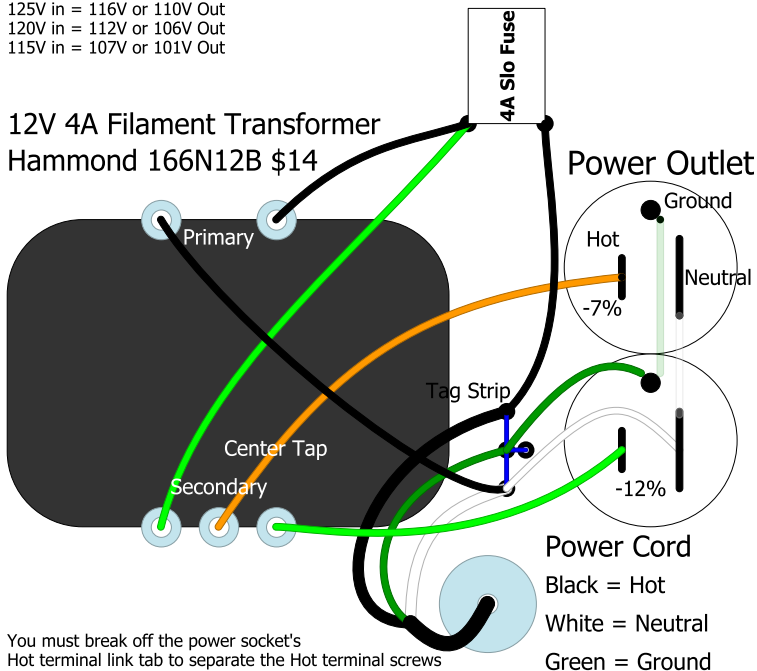 125V in = 116V or 110V Out
120V in = 112V or 106V Out
115V in = 107V or 101V Out
4A Slo Fuse
12V 4A Filament Transformer
Hammond 166N12B $14
Power Outlet
Ground
Primary
Hot
Neutral
-7%
Tag Strip
Center Tap
Secondary
-12%
Power Cord
Black = Hot
White = Neutral
Green = Ground
You must break off the power socket's
Hot terminal link tab to separate the Hot terminal screws